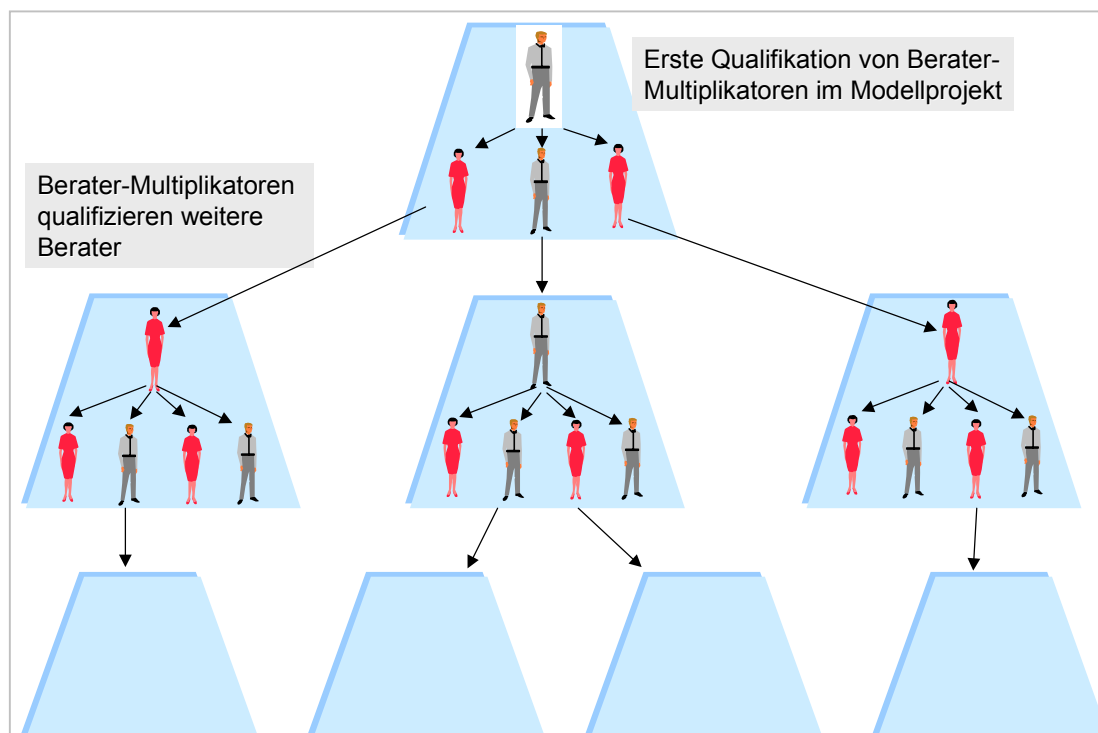 Erste Qualifikation von Berater-
Multiplikatoren im Modellprojekt
Berater-Multiplikatoren
qualifizieren weitere
Berater